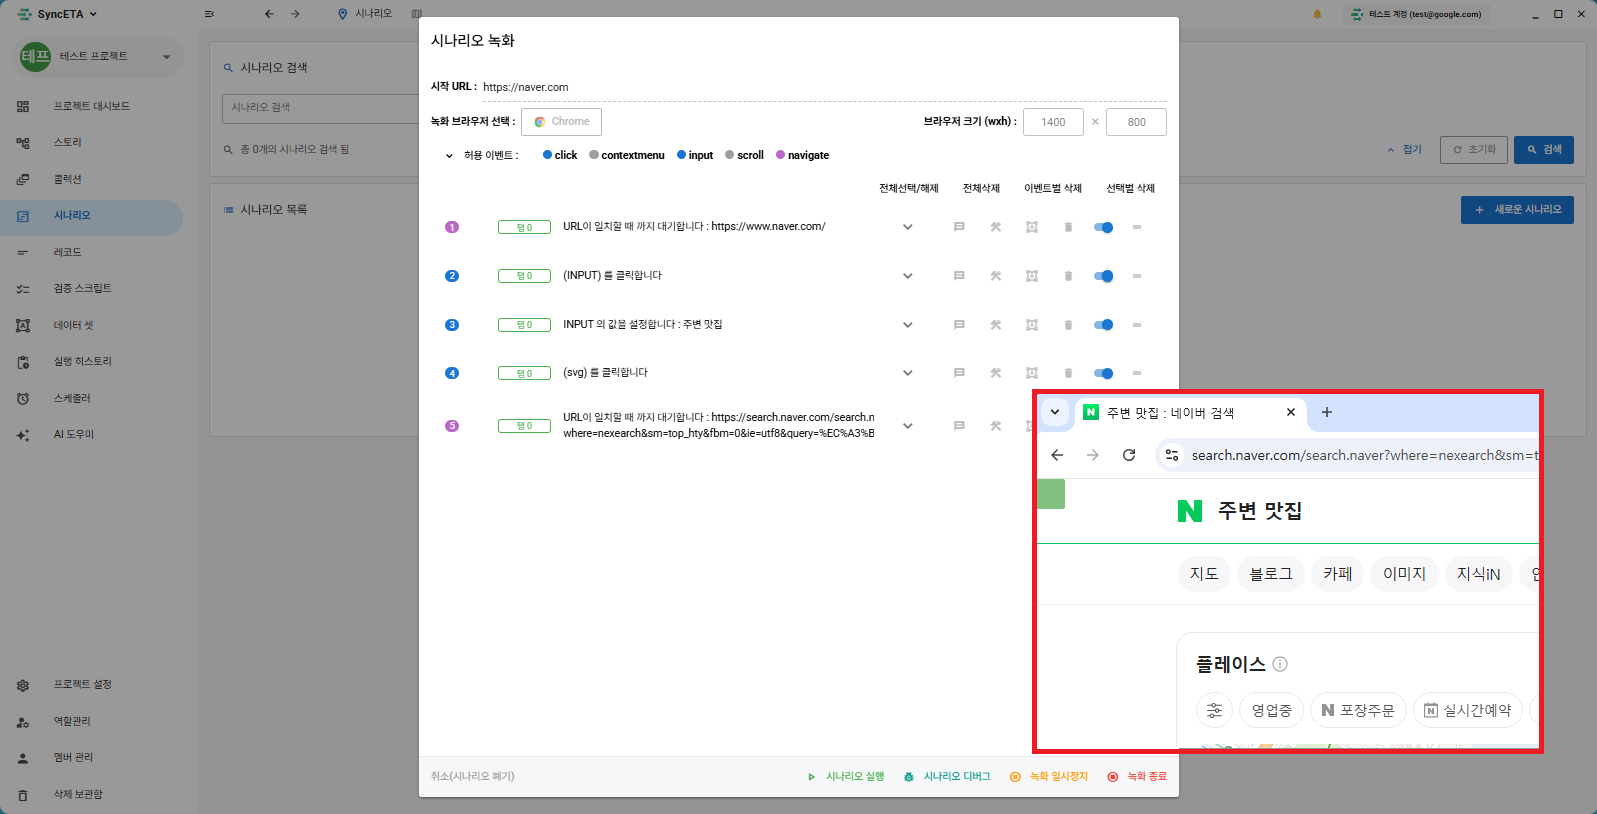 SyncETA
시나리오
테스트 계정 (test@google.com)
테프
테스트 프로젝트
프로젝트 대시보드
스토리
콜렉션
시나리오
레코드
검증 스크립트
데이터 셋
실행 히스토리
스케줄러
AI 도우미
프로젝트 설정
역할관리
멤버 관리
삭제 보관함
시나리오 검색
시나리오 검색
총 0개의 시나리오 검색 됨
접기
초기화
검색
시나리오 목록
새로운 시나리오
시나리오 녹화
시작 URL : https://naver.com
녹화 브라우저 선택 : Chrome
브라우저 크기 (wxh) : 1400 × 800
허용 이벤트 : click contextmenu input scroll navigate
전체선택/해제 전체삭제 이벤트별 삭제 선택별 삭제
1 탭 0 URL이 일치할 때 까지 대기합니다 : https://www.naver.com/
2 탭 0 (INPUT) 를 클릭합니다
3 탭 0 INPUT 의 값을 설정합니다 : 주변 맛집
4 탭 0 (svg) 를 클릭합니다
5 탭 0 URL이 일치할 때 까지 대기합니다 : https://search.naver.com/search.n
where=nexearch&sm=top_hty&fbm=0&ie=utf8&query=%EC%A3%B
주변 맛집 : 네이버 검색
search.naver.com/search.naver?where=nexearch&sm=t
N 주변 맛집
지도 블로그 카페 이미지 지식iN
플레이스
영업중 N 포장주문 N 실시간예약
취소(시나리오 폐기)
시나리오 실행 시나리오 디버그 녹화 일시정지 녹화 종료